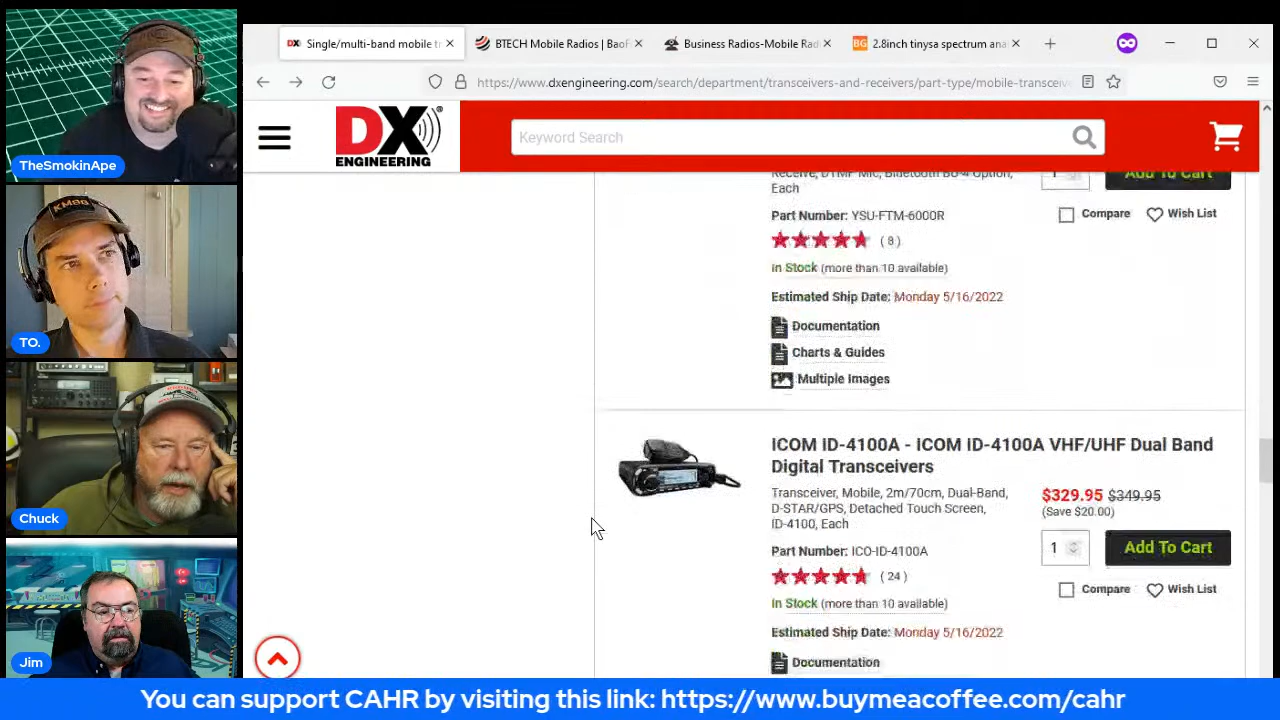 TheSmokinApe
KM9G
TO.
Chuck
Jim
DX Single/multi-band mobile tr
BTECH Mobile Radios | BaoF
Business Radios-Mobile Rad
BG 2.8inch tinysa spectrum ana
https://www.dxengineering.com/search/department/transceivers-and-receivers/part-type/mobile-transceiv
DX
ENGINEERING
Keyword Search
Receive, DTMF Mic, Bluetooth BU-4 Option,
Each
1
Add To Cart
Part Number: YSU-FTM-6000R
Compare
Wish List
( 8 )
In Stock (more than 10 available)
Estimated Ship Date: Monday 5/16/2022
Documentation
Charts & Guides
Multiple Images
ICOM ID-4100A - ICOM ID-4100A VHF/UHF Dual Band
Digital Transceivers
Transceiver, Mobile, 2m/70cm, Dual-Band,
D-STAR/GPS, Detached Touch Screen,
ID-4100, Each
$329.95 $349.95
(Save $20.00)
1
Add To Cart
Part Number: ICO-ID-4100A
( 24 )
Compare
Wish List
In Stock (more than 10 available)
Estimated Ship Date: Monday 5/16/2022
Documentation
You can support CAHR by visiting this link: https://www.buymeacoffee.com/cahr